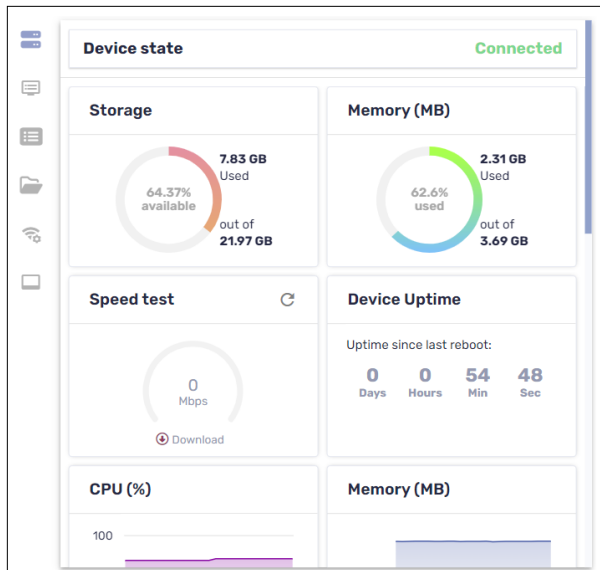 Device state
Connected
Storage
64.37%
available
7.83 GB
Used
out of
21.97 GB
Memory (MB)
62.6%
used
2.31 GB
Used
out of
3.69 GB
Speed test
0
Mbps
Download
Device Uptime
Uptime since last reboot:
0 0 54 48
Days Hours Min Sec
CPU (%)
100
Memory (MB)